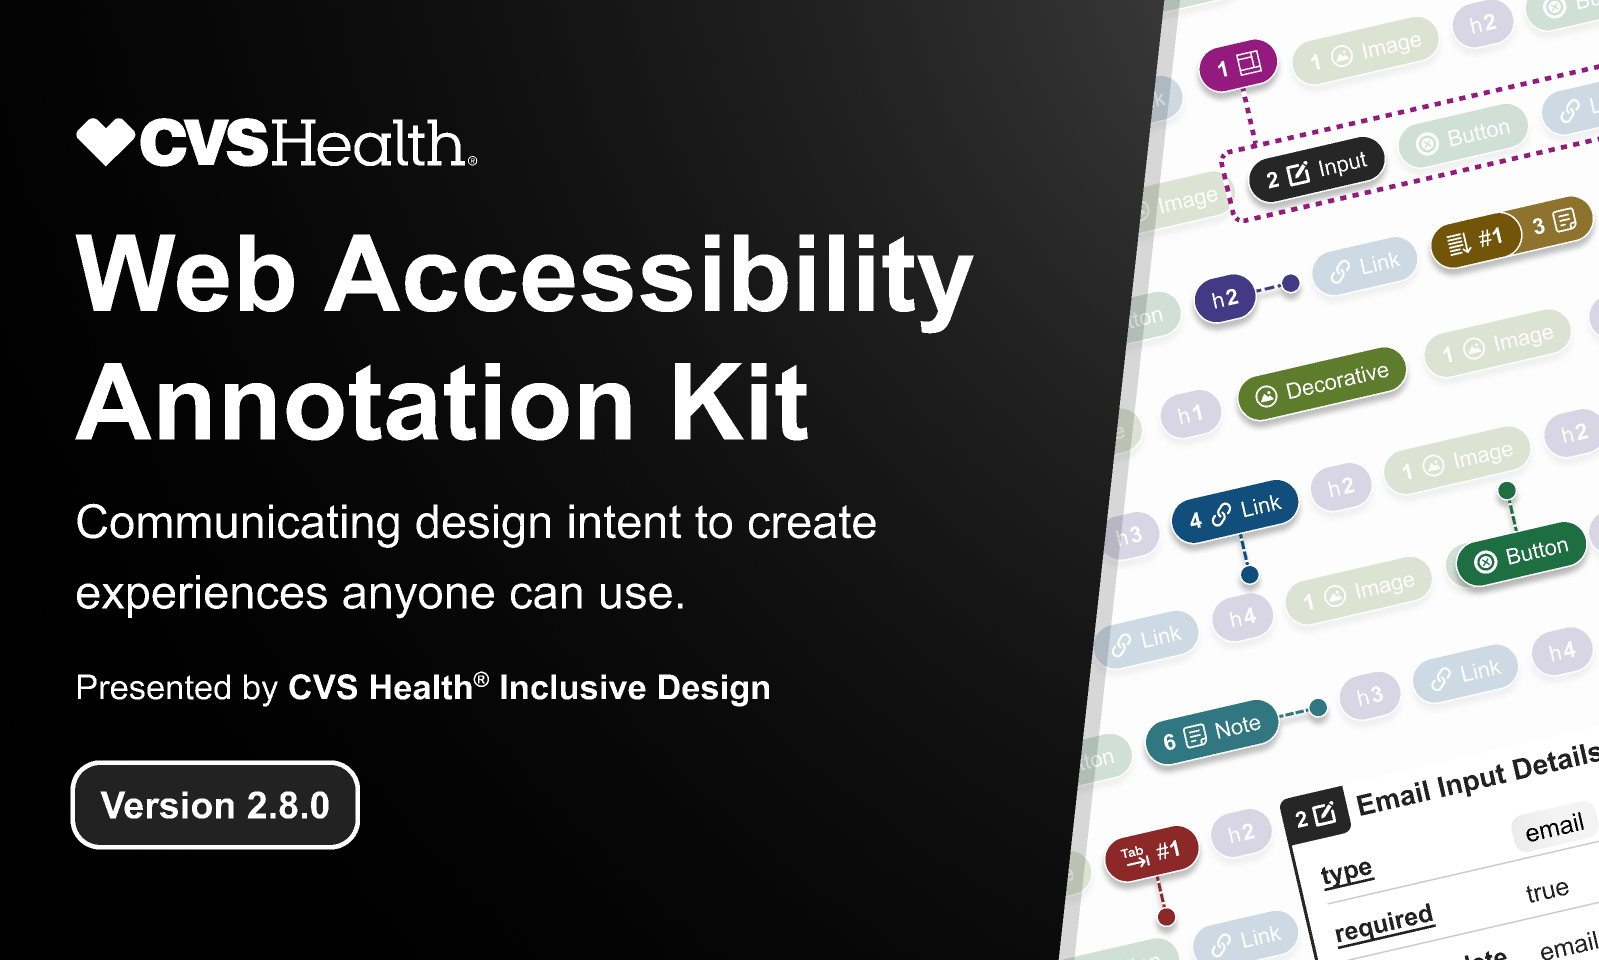 CVSHealth®
Web Accessibility
Annotation Kit
Communicating design intent to create
experiences anyone can use.
Presented by CVS Health® Inclusive Design
Version 2.8.0
1
1 Image
h2
2 Input
Button
Image
#1 3
h2
Link
1 Image
Decorative
h1
1 Image
h2
4 Link
h2
h3
Button
1 Image
h4
Link
h4
Link
h3
6 Note
Tab #1
h2
Link
2 Email Input Details
type email
required true
email